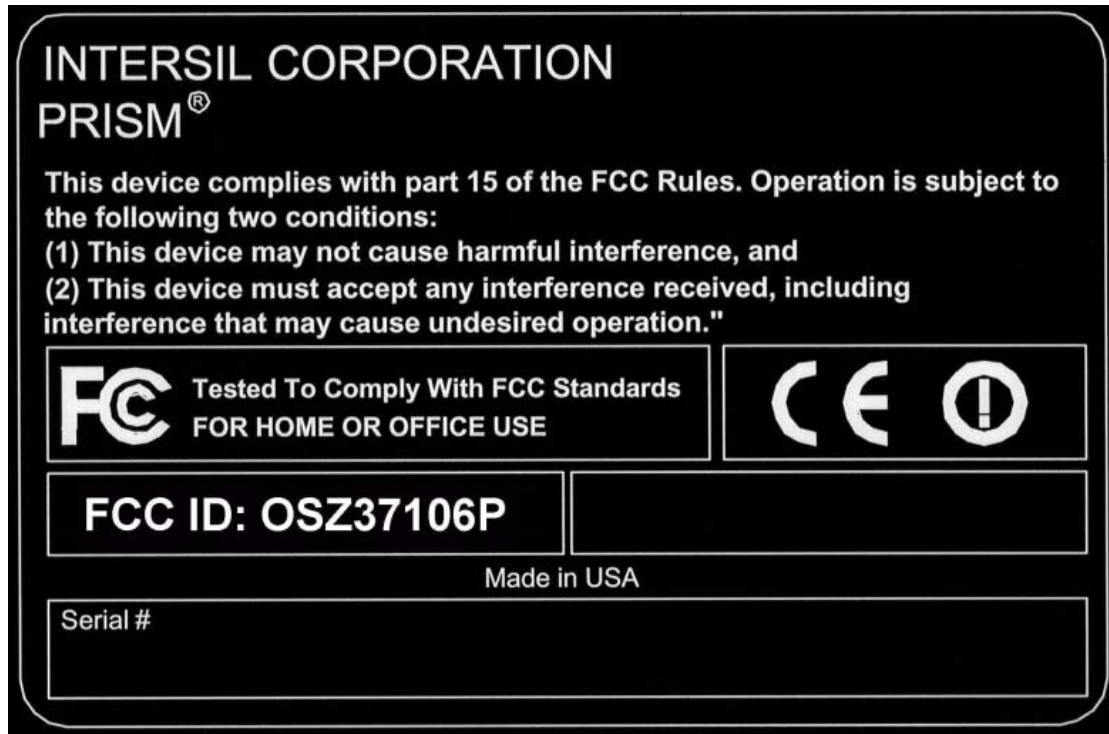 INTERSIL CORPORATION
PRISM®
This device complies with part 15 of the FCC Rules. Operation is subject to
the following two conditions:
(1) This device may not cause harmful interference, and
(2) This device must accept any interference received, including
interference that may cause undesired operation."
FC Tested To Comply With FCC Standards
FOR HOME OR OFFICE USE
CE !
FCC ID: OSZ37106P
Made in USA
Serial #